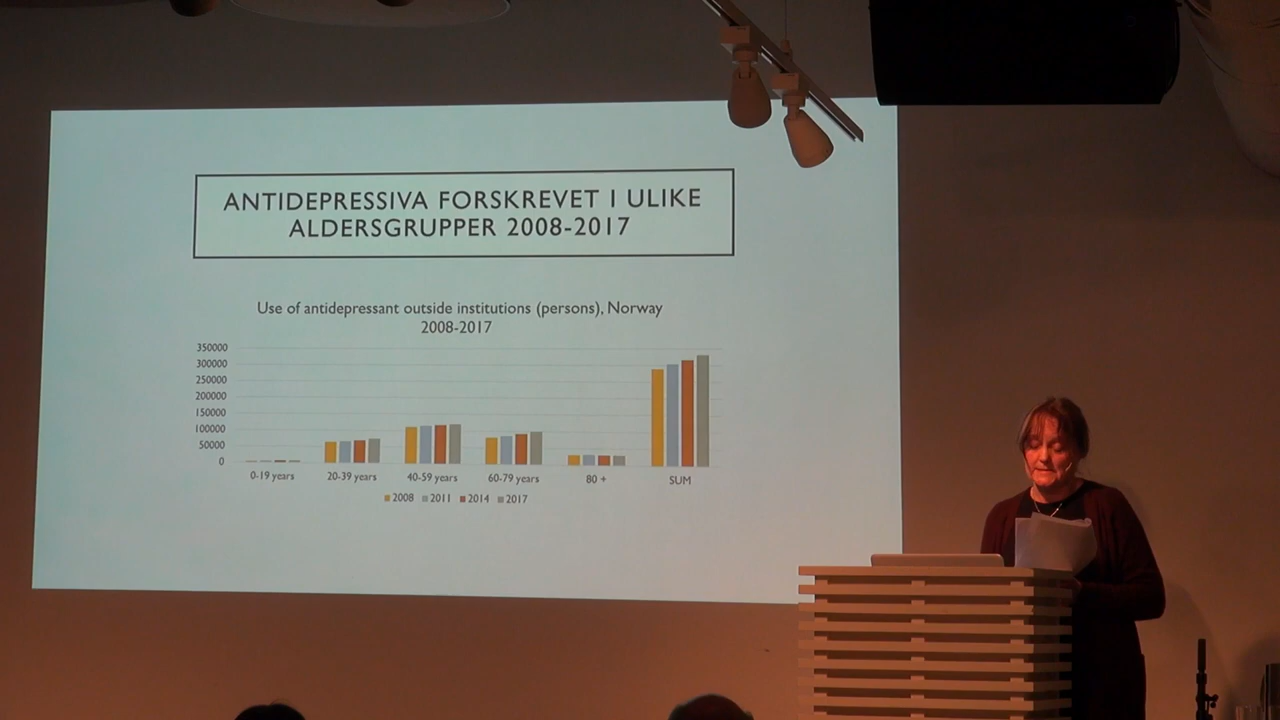 ANTIDEPRESSIVA FORSKREVET I ULIKE
ALDERSGRUPPER 2008-2017
Use of antidepressant outside institutions (persons), Norway
2008-2017
350000
300000
250000
200000
150000
100000
50000
0
0-19 years 20-39 years 40-59 years 60-79 years 80 + SUM
2008 2011 2014 2017